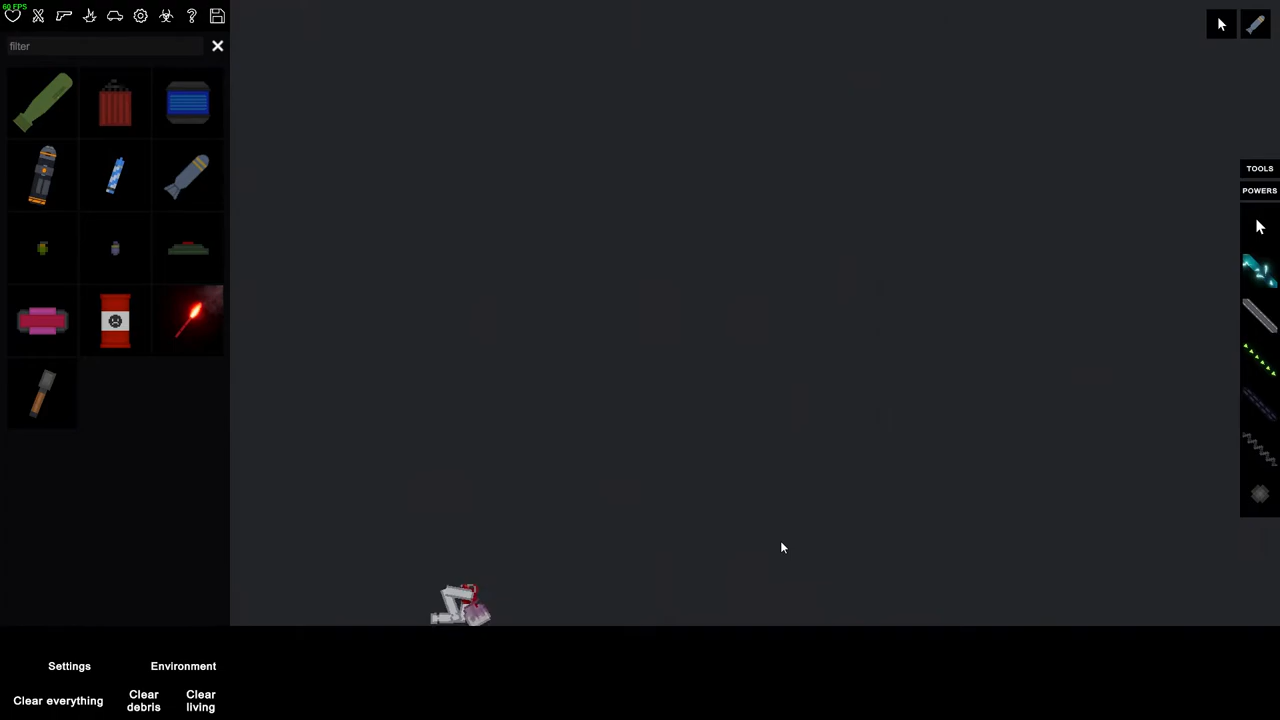 60 FPS
filter
TOOLS
POWERS
Settings
Environment
Clear everything
Clear
debris
Clear
living